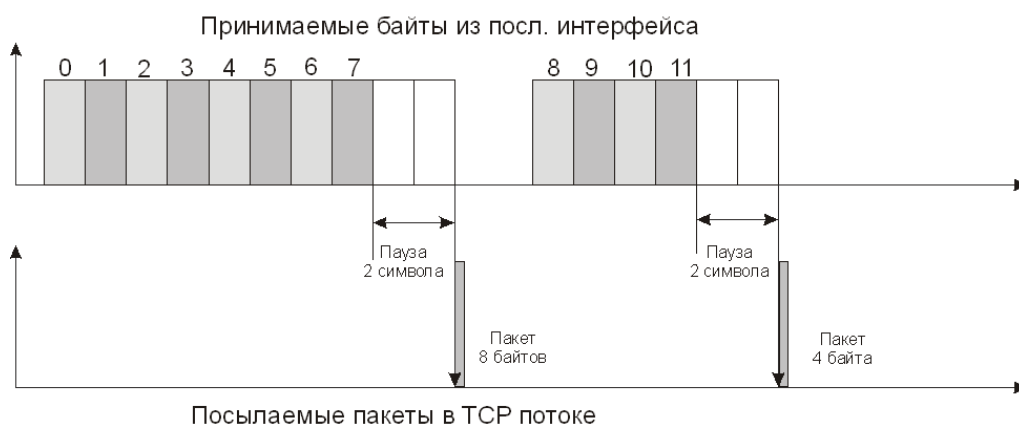 Принимаемые байты из посл. интерфейса
0 1 2 3 4 5 6 7 8 9 10 11
Пауза
2 символа
Пауза
2 символа
Пакет
8 байтов
Пакет
4 байта
Посылаемые пакеты в TCP потоке